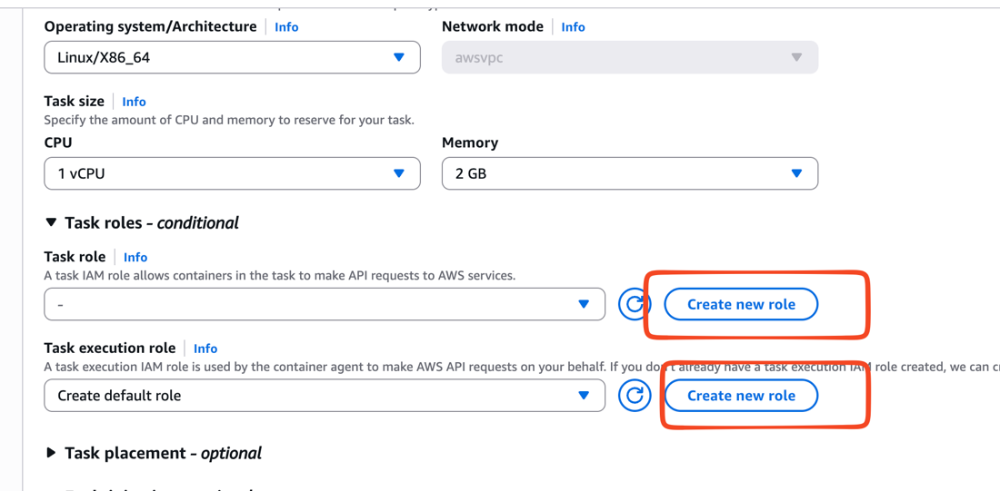 Operating system/Architecture Info
Network mode Info
Linux/X86_64
awsvpc
Task size Info
Specify the amount of CPU and memory to reserve for your task.
CPU
Memory
1 vCPU
2 GB
Task roles - conditional
Task role Info
A task IAM role allows containers in the task to make API requests to AWS services.
-
Create new role
Task execution role Info
A task execution IAM role is used by the container agent to make AWS API requests on your behalf. If you don't already have a task execution IAM role created, we can
Create default role
Create new role
Task placement - optional